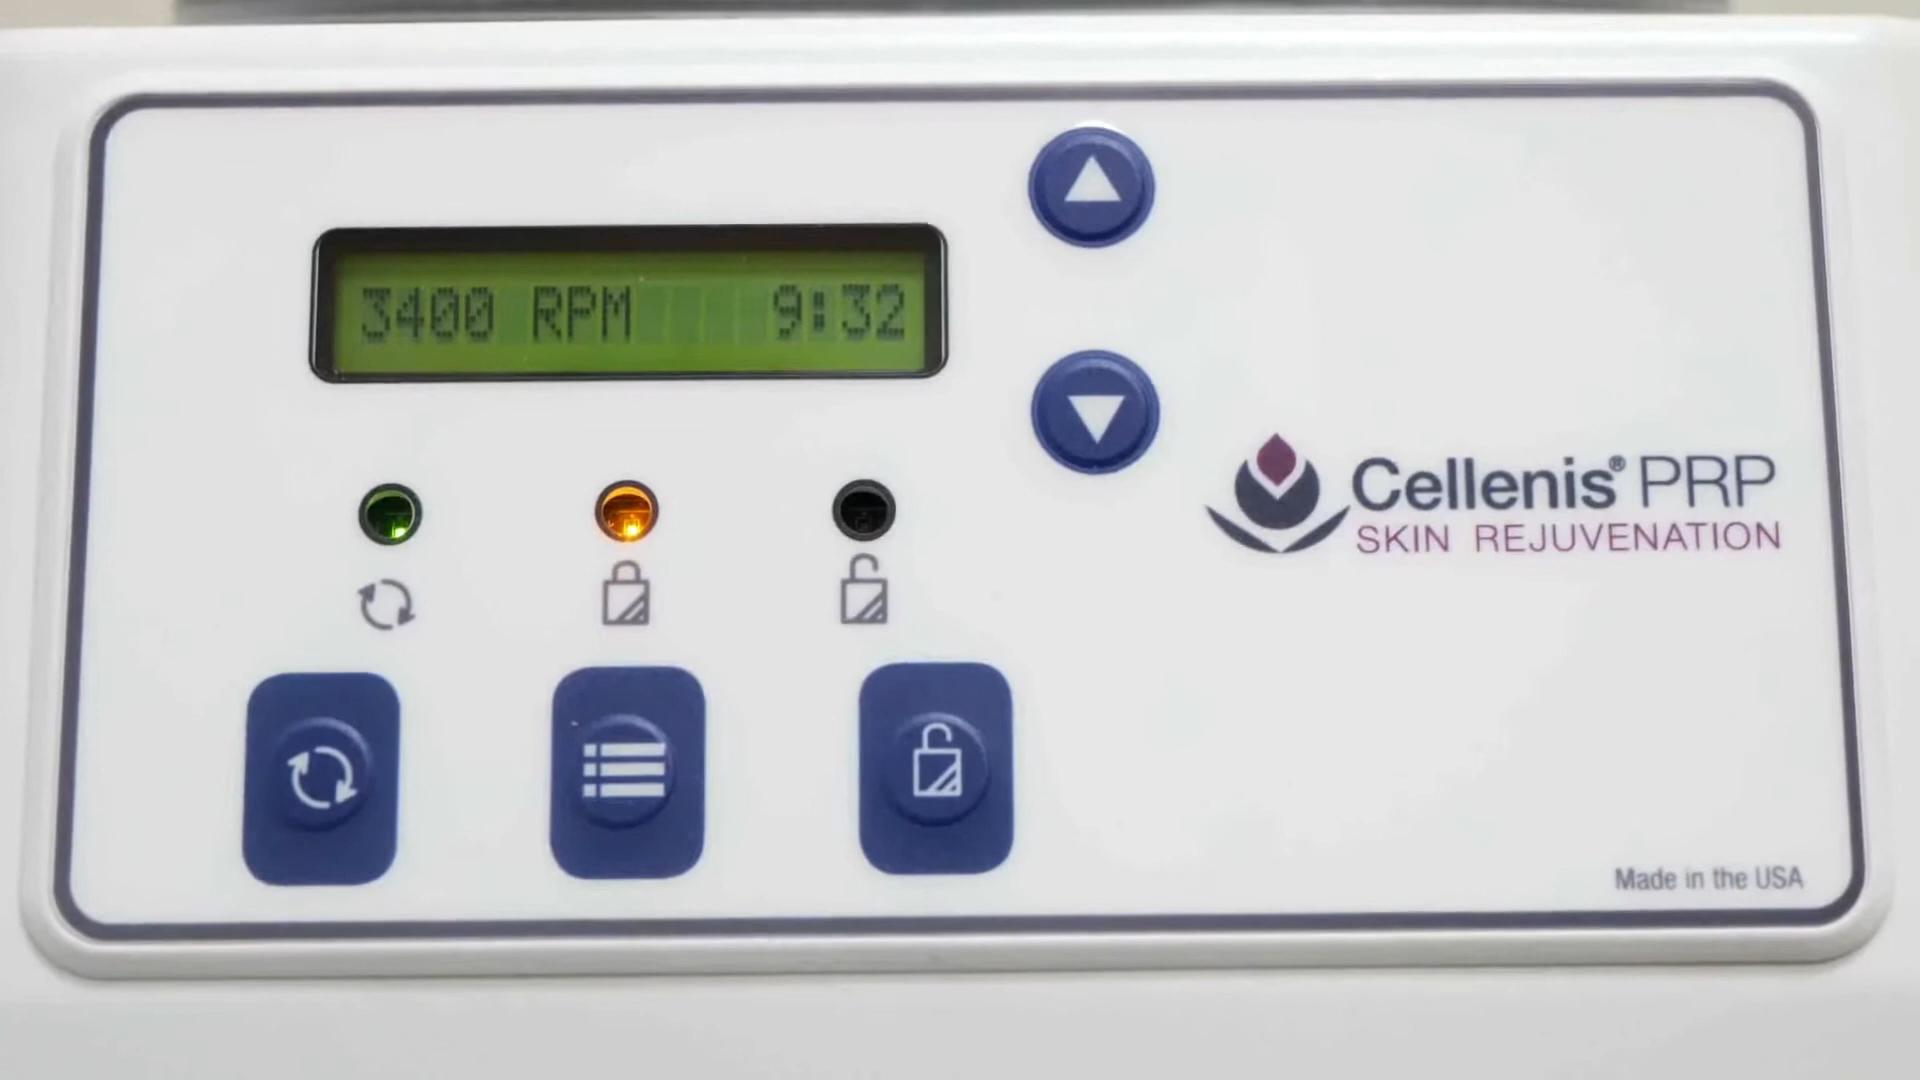 3400 RPM 9:32
Cellenis® PRP
SKIN REJUVENATION
Made in the USA